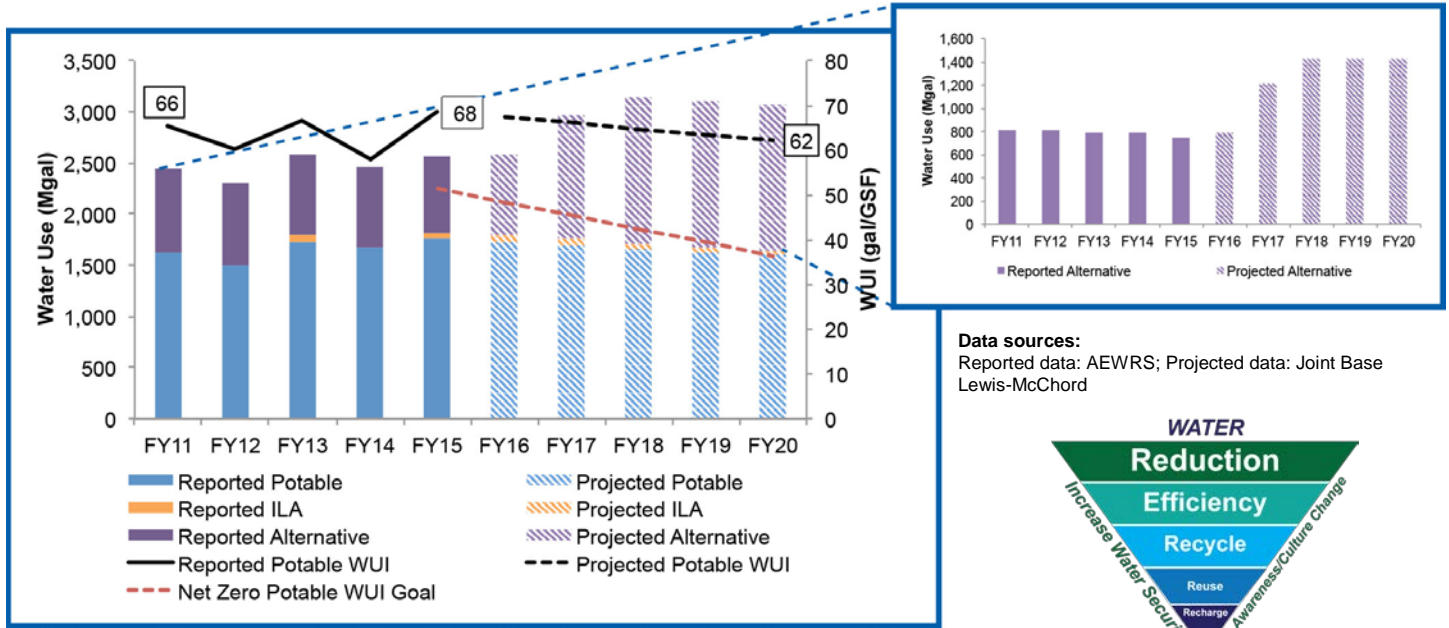 3,500
3,000
2,500
2,000
1,500
1,000
500
0
Water Use (Mgal)
66
68
62
80
70
60
50
40
30
20
10
0
WUI (gal/GSF)
FY11 FY12 FY13 FY14 FY15 FY16 FY17 FY18 FY19 FY20
Reported Potable Projected Potable
Reported ILA Projected ILA
Reported Alternative Projected Alternative
Reported Potable WUI Projected Potable WUI
Net Zero Potable WUI Goal
1,600
1,400
1,200
1,000
800
600
400
200
0
Water Use (Mgal)
FY11 FY12 FY13 FY14 FY15 FY16 FY17 FY18 FY19 FY20
Reported Alternative Projected Alternative
Data sources:
Reported data: AEWRS; Projected data: Joint Base
Lewis-McChord
WATER
Reduction
Efficiency
Recycle
Reuse
Recharge
Increase Water Securi
Awareness/Culture Change